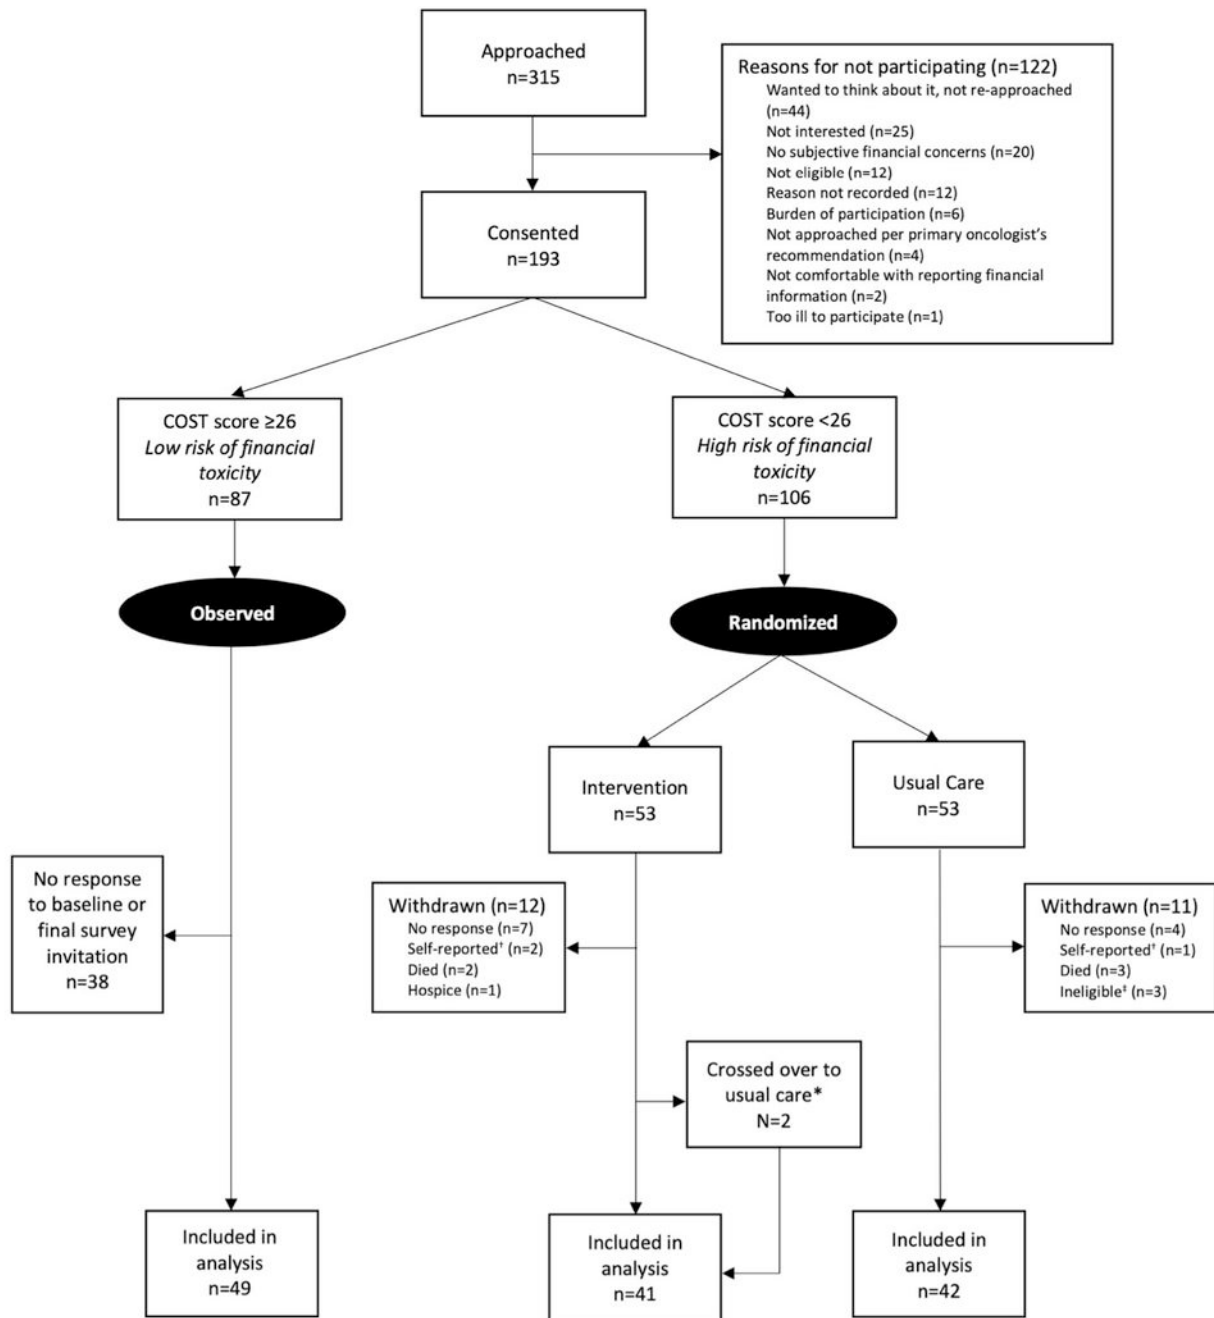 Approached
n=315
Reasons for not participating (n=122)
Wanted to think about it, not re-approached
(n=44)
Not interested (n=25)
No subjective financial concerns (n=20)
Not eligible (n=12)
Reason not recorded (n=12)
Burden of participation (n=6)
Not approached per primary oncologist's
recommendation (n=4)
Not comfortable with reporting financial
information (n=2)
Too ill to participate (n=1)
Consented
n=193
COST score ≥26
Low risk of financial
toxicity
n=87
COST score <26
High risk of financial
toxicity
n=106
Observed
Randomized
Intervention
n=53
Usual Care
n=53
No response
to baseline or
final survey
invitation
n=38
Withdrawn (n=12)
No response (n=7)
Self-reported† (n=2)
Died (n=2)
Hospice (n=1)
Withdrawn (n=11)
No response (n=4)
Self-reported† (n=1)
Died (n=3)
Ineligible‡ (n=3)
Crossed over to
usual care*
N=2
Included in
analysis
n=49
Included in
analysis
n=41
Included in
analysis
n=42